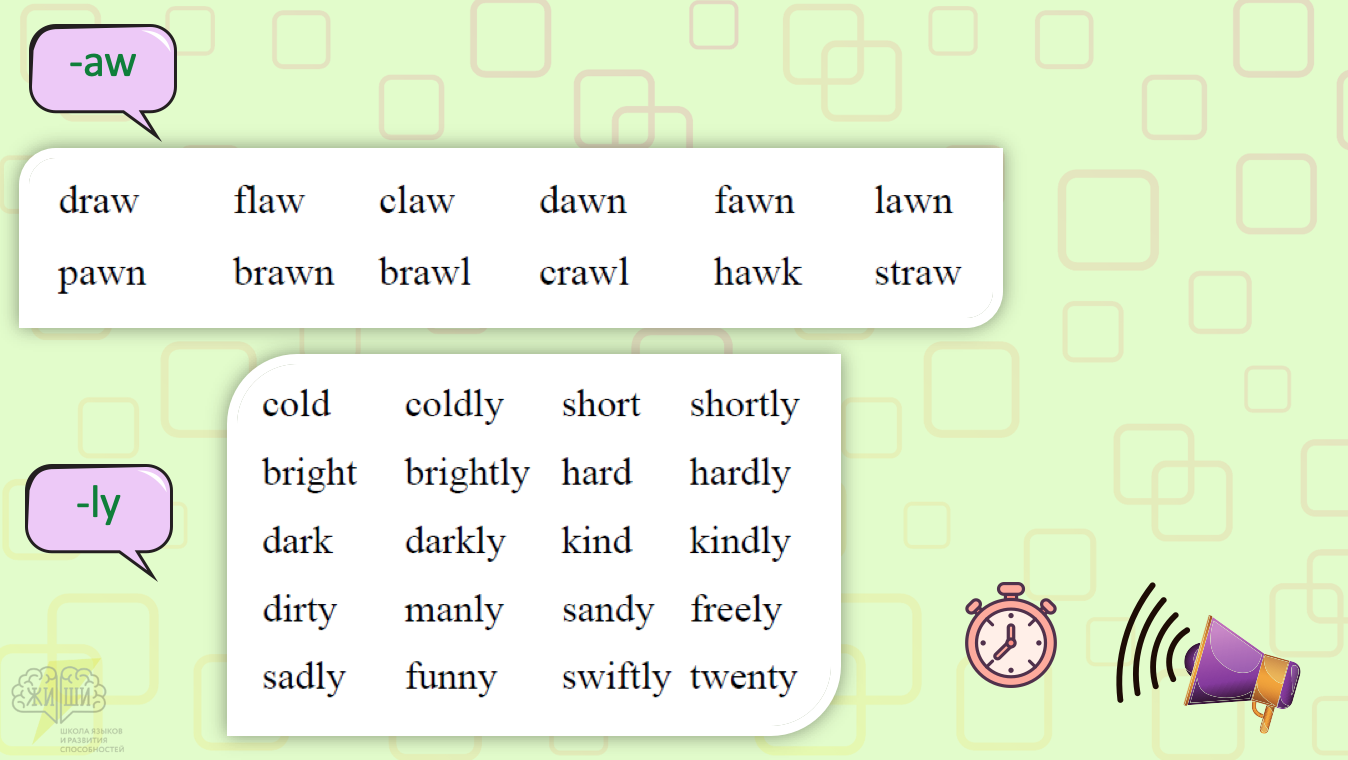 -aw
draw flaw claw dawn fawn lawn
pawn brawn brawl crawl hawk straw
-ly
cold coldly short shortly
bright brightly hard hardly
dark darkly kind kindly
dirty manly sandy freely
sadly funny swiftly twenty
ЖИ ШИ
ШКОЛА ЯЗЫКОВ
И РАЗВИТИЯ
СПОСОБНОСТЕЙ